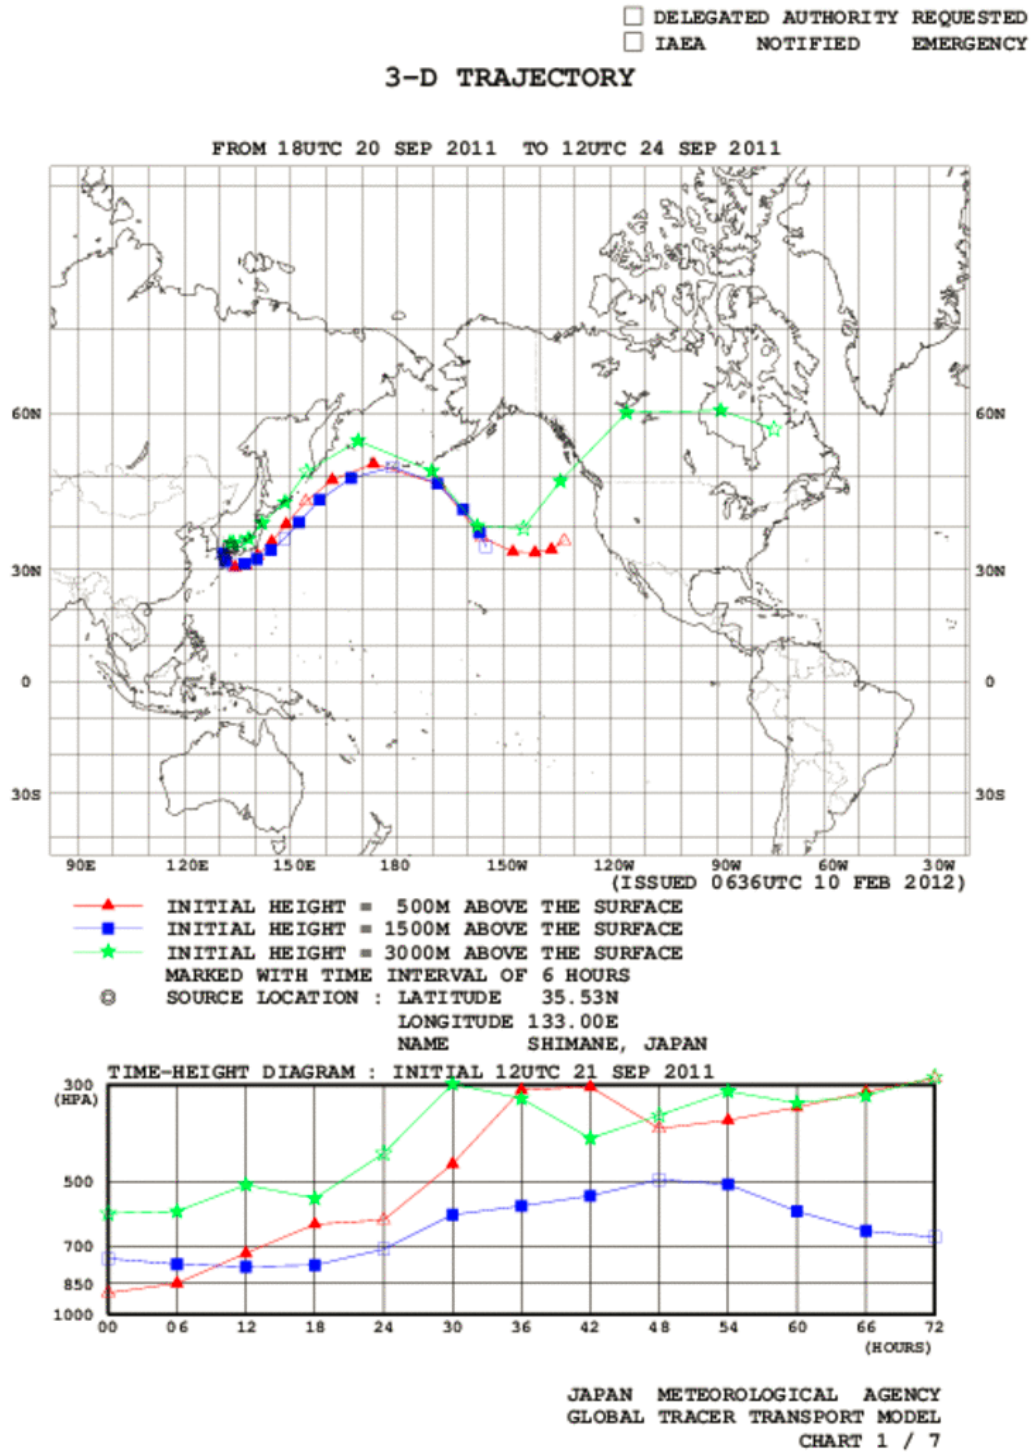 DELEGATED AUTHORITY REQUESTED
IAEA NOTIFIED EMERGENCY
3-D TRAJECTORY
FROM 18UTC 20 SEP 2011 TO 12UTC 24 SEP 2011
60N 60N
30N 30N
0 0
30S 30S
90E 120E 150E 180 150W 120W 90W 60W 30W
(ISSUED 0636UTC 10 FEB 2012)
INITIAL HEIGHT = 500M ABOVE THE SURFACE
INITIAL HEIGHT = 1500M ABOVE THE SURFACE
INITIAL HEIGHT = 3000M ABOVE THE SURFACE
MARKED WITH TIME INTERVAL OF 6 HOURS
SOURCE LOCATION : LATITUDE 35.53N
LONGITUDE 133.00E
NAME SHIMANE, JAPAN
TIME-HEIGHT DIAGRAM : INITIAL 12UTC 21 SEP 2011
300
(HPA)
500
700
850
1000
00 06 12 18 24 30 36 42 48 54 60 66 72
(HOURS)
JAPAN METEOROLOGICAL AGENCY
GLOBAL TRACER TRANSPORT MODEL
CHART 1 / 7